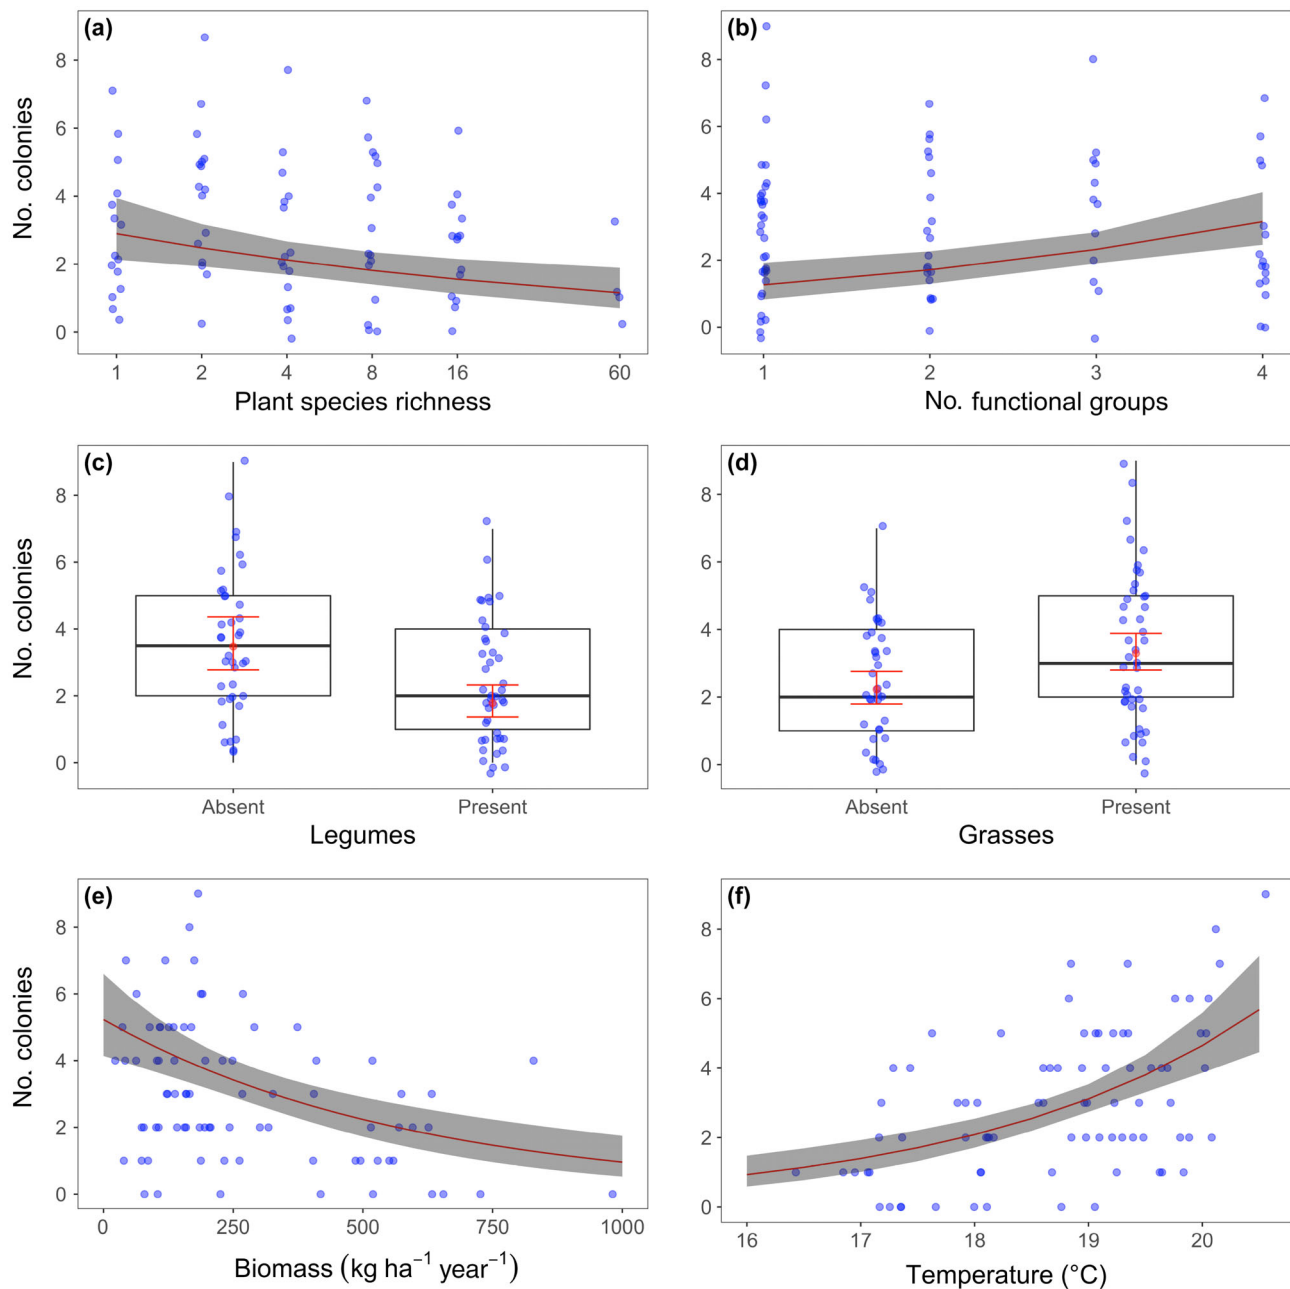 (a)
8
6
4
2
0
No. colonies
1 2 4 8 16 60
Plant species richness
(b)
8
6
4
2
0
1 2 3 4
No. functional groups
(c)
8
6
4
2
0
No. colonies
Absent Present
Legumes
(d)
8
6
4
2
0
Absent Present
Grasses
(e)
8
6
4
2
0
No. colonies
0 250 500 750 1000
Biomass (kg ha⁻¹ year⁻¹)
(f)
8
6
4
2
0
16 17 18 19 20
Temperature (°C)